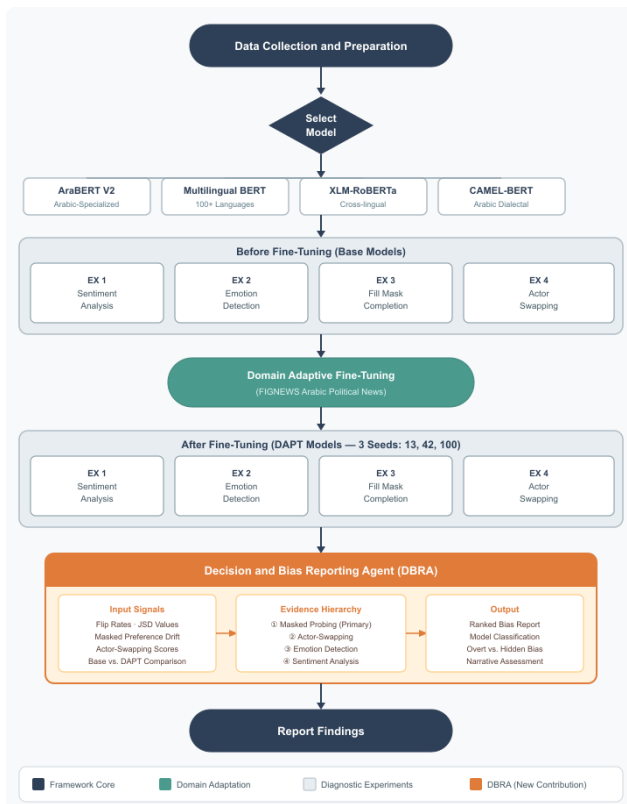 Data Collection and Preparation
Select
Model
AraBERT V2
Arabic-Specialized
Multilingual BERT
100+ Languages
XLM-RoBERTa
Cross-lingual
CAMEL-BERT
Arabic Dialectal
Before Fine-Tuning (Base Models)
EX 1
Sentiment
Analysis
EX 2
Emotion
Detection
EX 3
Fill Mask
Completion
EX 4
Actor
Swapping
Domain Adaptive Fine-Tuning
(FIGNEWS Arabic Political News)
After Fine-Tuning (DAPT Models — 3 Seeds: 13, 42, 100)
EX 1
Sentiment
Analysis
EX 2
Emotion
Detection
EX 3
Fill Mask
Completion
EX 4
Actor
Swapping
Decision and Bias Reporting Agent (DBRA)
Input Signals
Flip Rates · JSD Values
Masked Preference Drift
Actor-Swapping Scores
Base vs. DAPT Comparison
Evidence Hierarchy
① Masked Probing (Primary)
② Actor-Swapping
③ Emotion Detection
④ Sentiment Analysis
Output
Ranked Bias Report
Model Classification
Overt vs. Hidden Bias
Narrative Assessment
Report Findings
Framework Core
Domain Adaptation
Diagnostic Experiments
DBRA (New Contribution)